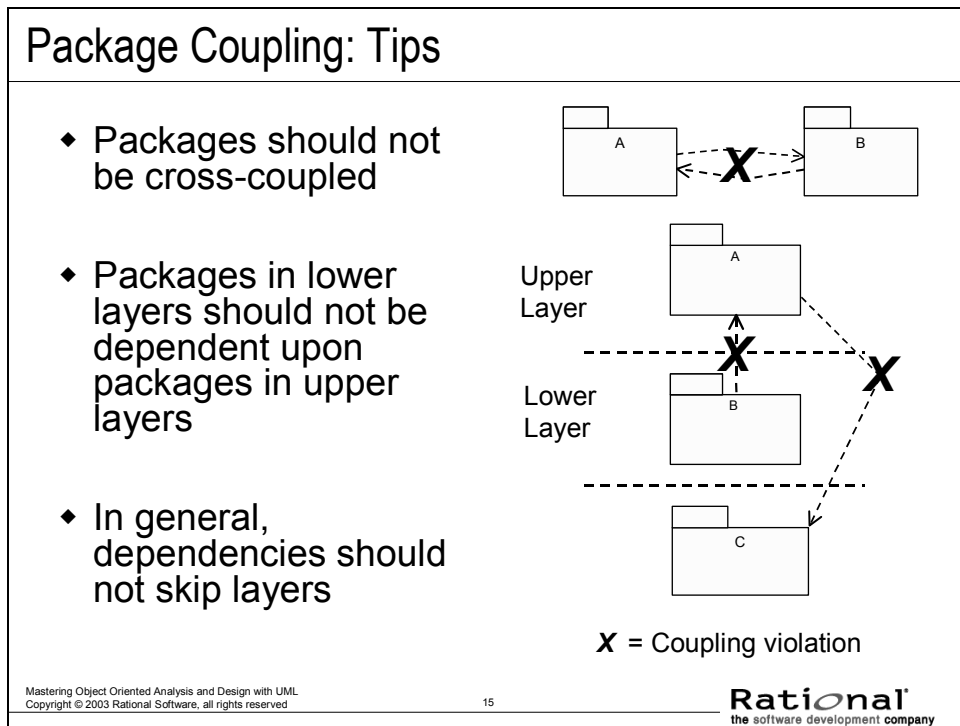 Package Coupling: Tips
◆ Packages should not
be cross-coupled
◆ Packages in lower
layers should not be
dependent upon
packages in upper
layers
◆ In general,
dependencies should
not skip layers
A
B
X
A
Upper
Layer
X
X
Lower
Layer
B
C
X = Coupling violation
Mastering Object Oriented Analysis and Design with UML
Copyright © 2003 Rational Software, all rights reserved
15
Rational
the software development company